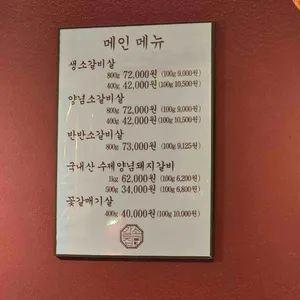 메인 메뉴
생소갈비살
800g 72,000원 (100g 9,000원)
400g 42,000원 (100g 10,500원)
양념소갈비살
800g 72,000원 (100g 9,000원)
400g 42,000원 (100g 10,500원)
반반소갈비살
800g 73,000원 (100g 9,125원)
국내산 수제양념돼지갈비
1kg 62,000원 (100g 6,200원)
500g 34,000원 (100g 6,800원)
꽃갈매기살
400g 40,000원 (100g 10,000원)